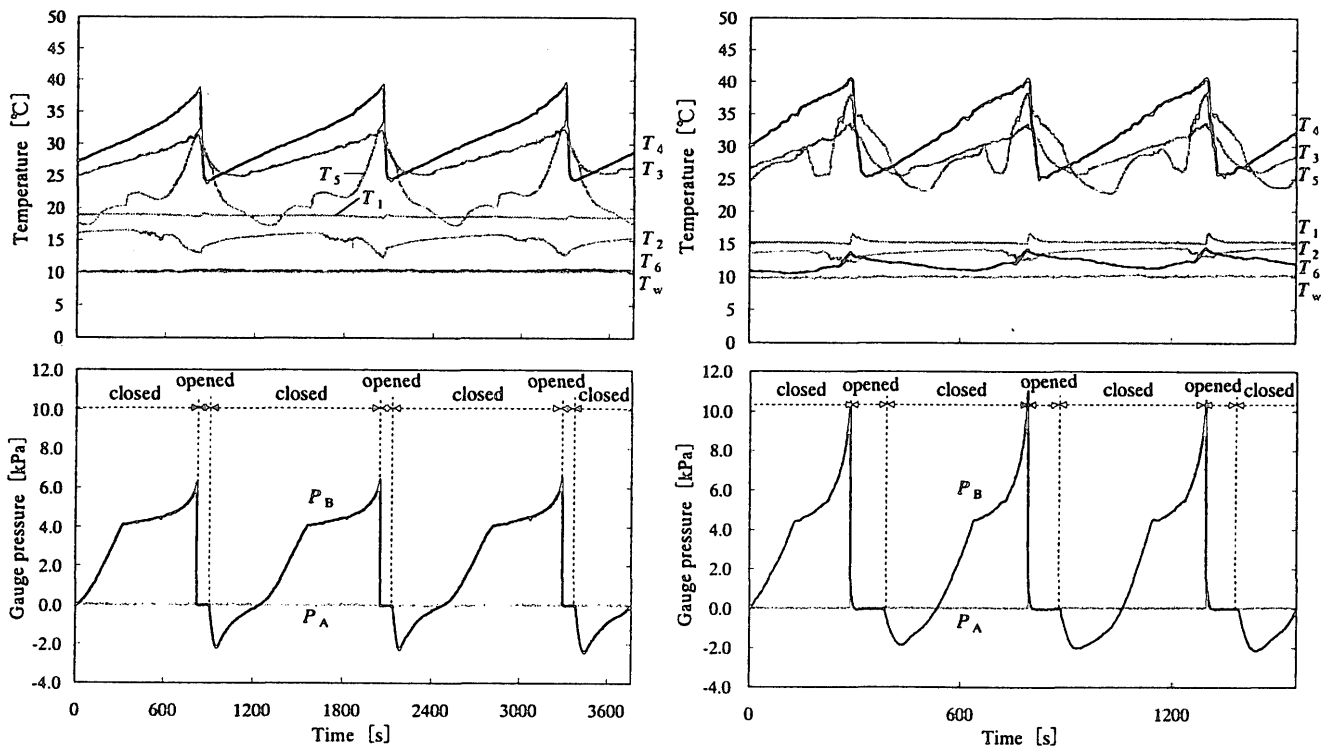 50
45
40
35
30
25
20
15
10
5
0
Temperature [℃]
T4
T3
T5
T1
T2
T6
Tw
12.0
10.0
8.0
6.0
4.0
2.0
0.0
-2.0
-4.0
Gauge pressure [kPa]
closed opened closed opened closed opened closed
PB
PA
0 600 1200 1800 2400 3000 3600
Time [s]
50
45
40
35
30
25
20
15
10
5
0
Temperature [℃]
T4
T3
T5
T1
T2
T6
Tw
0 600 1200
12.0
10.0
8.0
6.0
4.0
2.0
0.0
-2.0
-4.0
Gauge pressure [kPa]
closed opened closed opened closed opened closed
PB
PA
0 600 1200
Time [s]